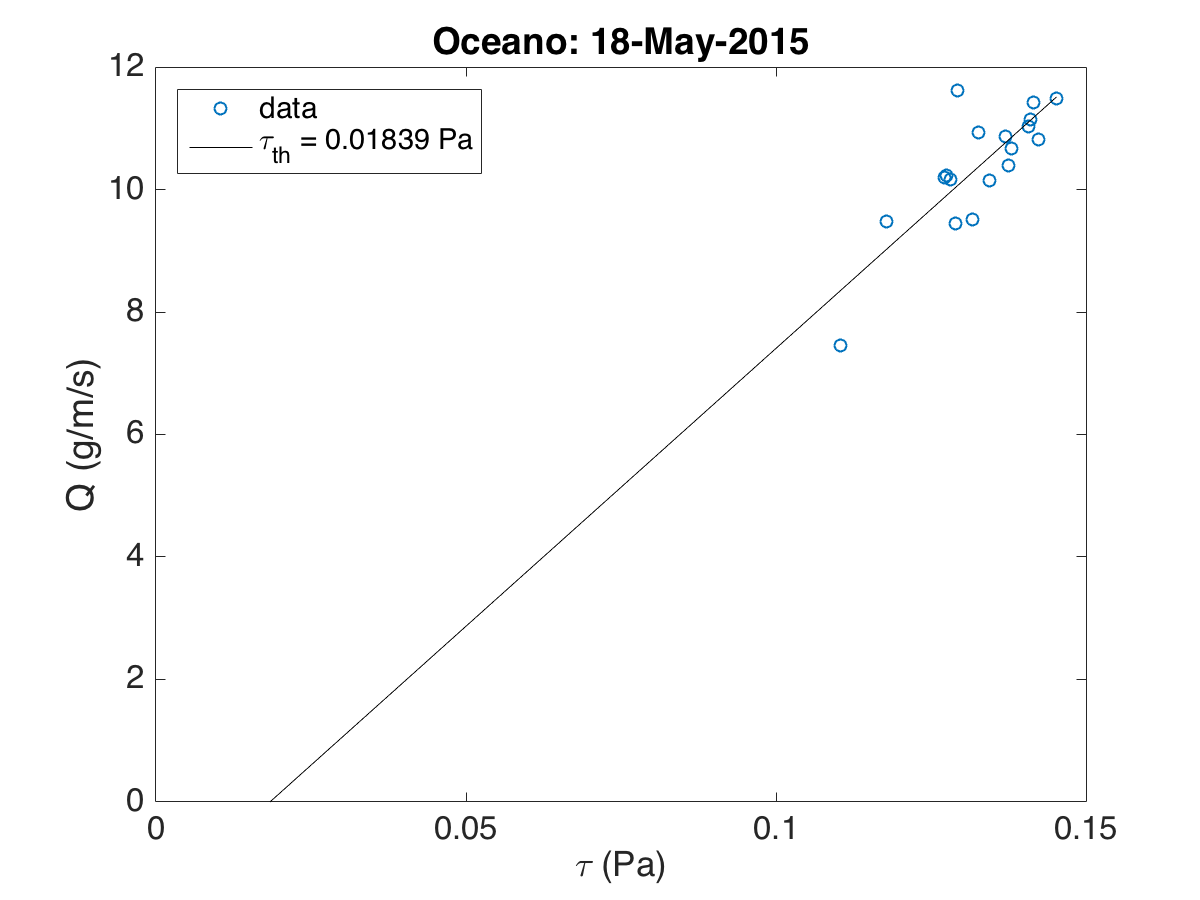 Oceano: 18-May-2015
12
10
8
6
4
2
0
Q (g/m/s)
data
τth = 0.01839 Pa
0
0.05
0.1
0.15
τ (Pa)